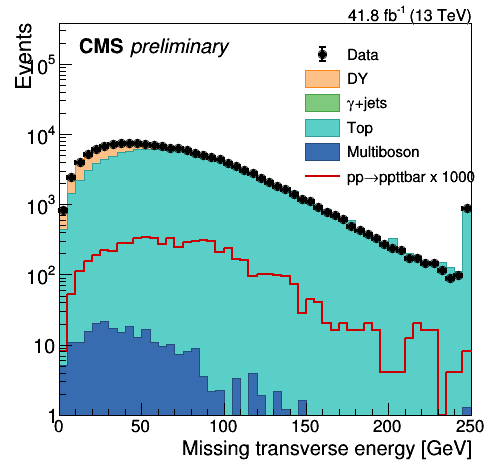 41.8 fb⁻¹ (13 TeV)
CMS preliminary
Events
Data
DY
γ+jets
Top
Multiboson
pp→ppttbar x 1000
10⁵
10⁴
10³
10²
10
1
0 50 100 150 200 250
Missing transverse energy [GeV]